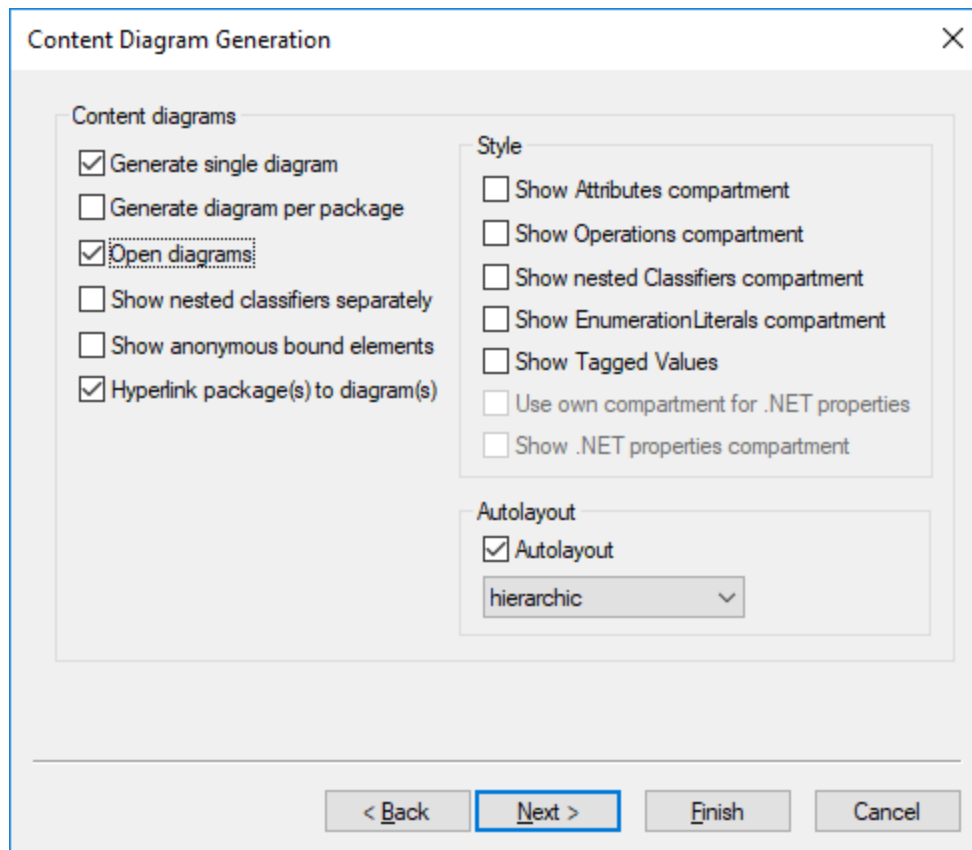 Content Diagram Generation
Content diagrams
Generate single diagram
Generate diagram per package
Open diagrams
Show nested classifiers separately
Show anonymous bound elements
Hyperlink package(s) to diagram(s)
Style
Show Attributes compartment
Show Operations compartment
Show nested Classifiers compartment
Show EnumerationLiterals compartment
Show Tagged Values
Use own compartment for .NET properties
Show .NET properties compartment
Autolayout
Autolayout
hierarchic
< Back
Next >
Finish
Cancel